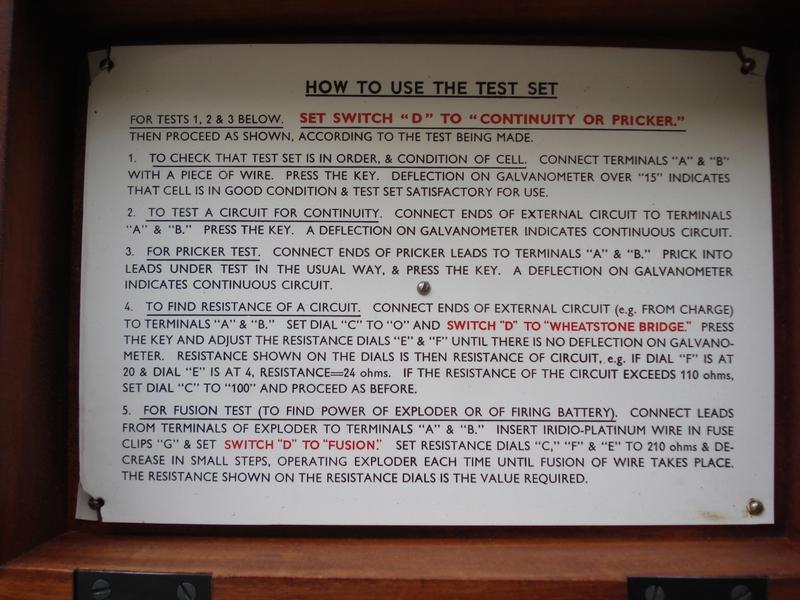 HOW TO USE THE TEST SET
FOR TESTS 1, 2 & 3 BELOW. SET SWITCH "D" TO "CONTINUITY OR PRICKER."
THEN PROCEED AS SHOWN, ACCORDING TO THE TEST BEING MADE.
1. TO CHECK THAT TEST SET IS IN ORDER, & CONDITION OF CELL. CONNECT TERMINALS "A" & "B"
WITH A PIECE OF WIRE. PRESS THE KEY. DEFLECTION ON GALVANOMETER OVER "15" INDICATES
THAT CELL IS IN GOOD CONDITION & TEST SET SATISFACTORY FOR USE.
2. TO TEST A CIRCUIT FOR CONTINUITY. CONNECT ENDS OF EXTERNAL CIRCUIT TO TERMINALS
"A" & "B." PRESS THE KEY. A DEFLECTION ON GALVANOMETER INDICATES CONTINUOUS CIRCUIT.
3. FOR PRICKER TEST. CONNECT ENDS OF PRICKER LEADS TO TERMINALS "A" & "B." PRICK INTO
LEADS UNDER TEST IN THE USUAL WAY, & PRESS THE KEY. A DEFLECTION ON GALVANOMETER
INDICATES CONTINUOUS CIRCUIT.
4. TO FIND RESISTANCE OF A CIRCUIT. CONNECT ENDS OF EXTERNAL CIRCUIT (e.g. FROM CHARGE)
TO TERMINALS "A" & "B." SET DIAL "C" TO "O" AND SWITCH "D" TO "WHEATSTONE BRIDGE." PRESS
THE KEY AND ADJUST THE RESISTANCE DIALS "E" & "F" UNTIL THERE IS NO DEFLECTION ON GALVANO-
METER. RESISTANCE SHOWN ON THE DIALS IS THEN RESISTANCE OF CIRCUIT, e.g. IF DIAL "F" IS AT
20 & DIAL "E" IS AT 4, RESISTANCE=24 ohms. IF THE RESISTANCE OF THE CIRCUIT EXCEEDS 110 ohms,
SET DIAL "C" TO "100" AND PROCEED AS BEFORE.
5. FOR FUSION TEST (TO FIND POWER OF EXPLODER OR OF FIRING BATTERY). CONNECT LEADS
FROM TERMINALS OF EXPLODER TO TERMINALS "A" & "B." INSERT IRIDIO-PLATINUM WIRE IN FUSE
CLIPS "G" & SET SWITCH "D" TO "FUSION." SET RESISTANCE DIALS "C," "F" & "E" TO 210 ohms & DE-
CREASE IN SMALL STEPS, OPERATING EXPLODER EACH TIME UNTIL FUSION OF WIRE TAKES PLACE.
THE RESISTANCE SHOWN ON THE RESISTANCE DIALS IS THE VALUE REQUIRED.